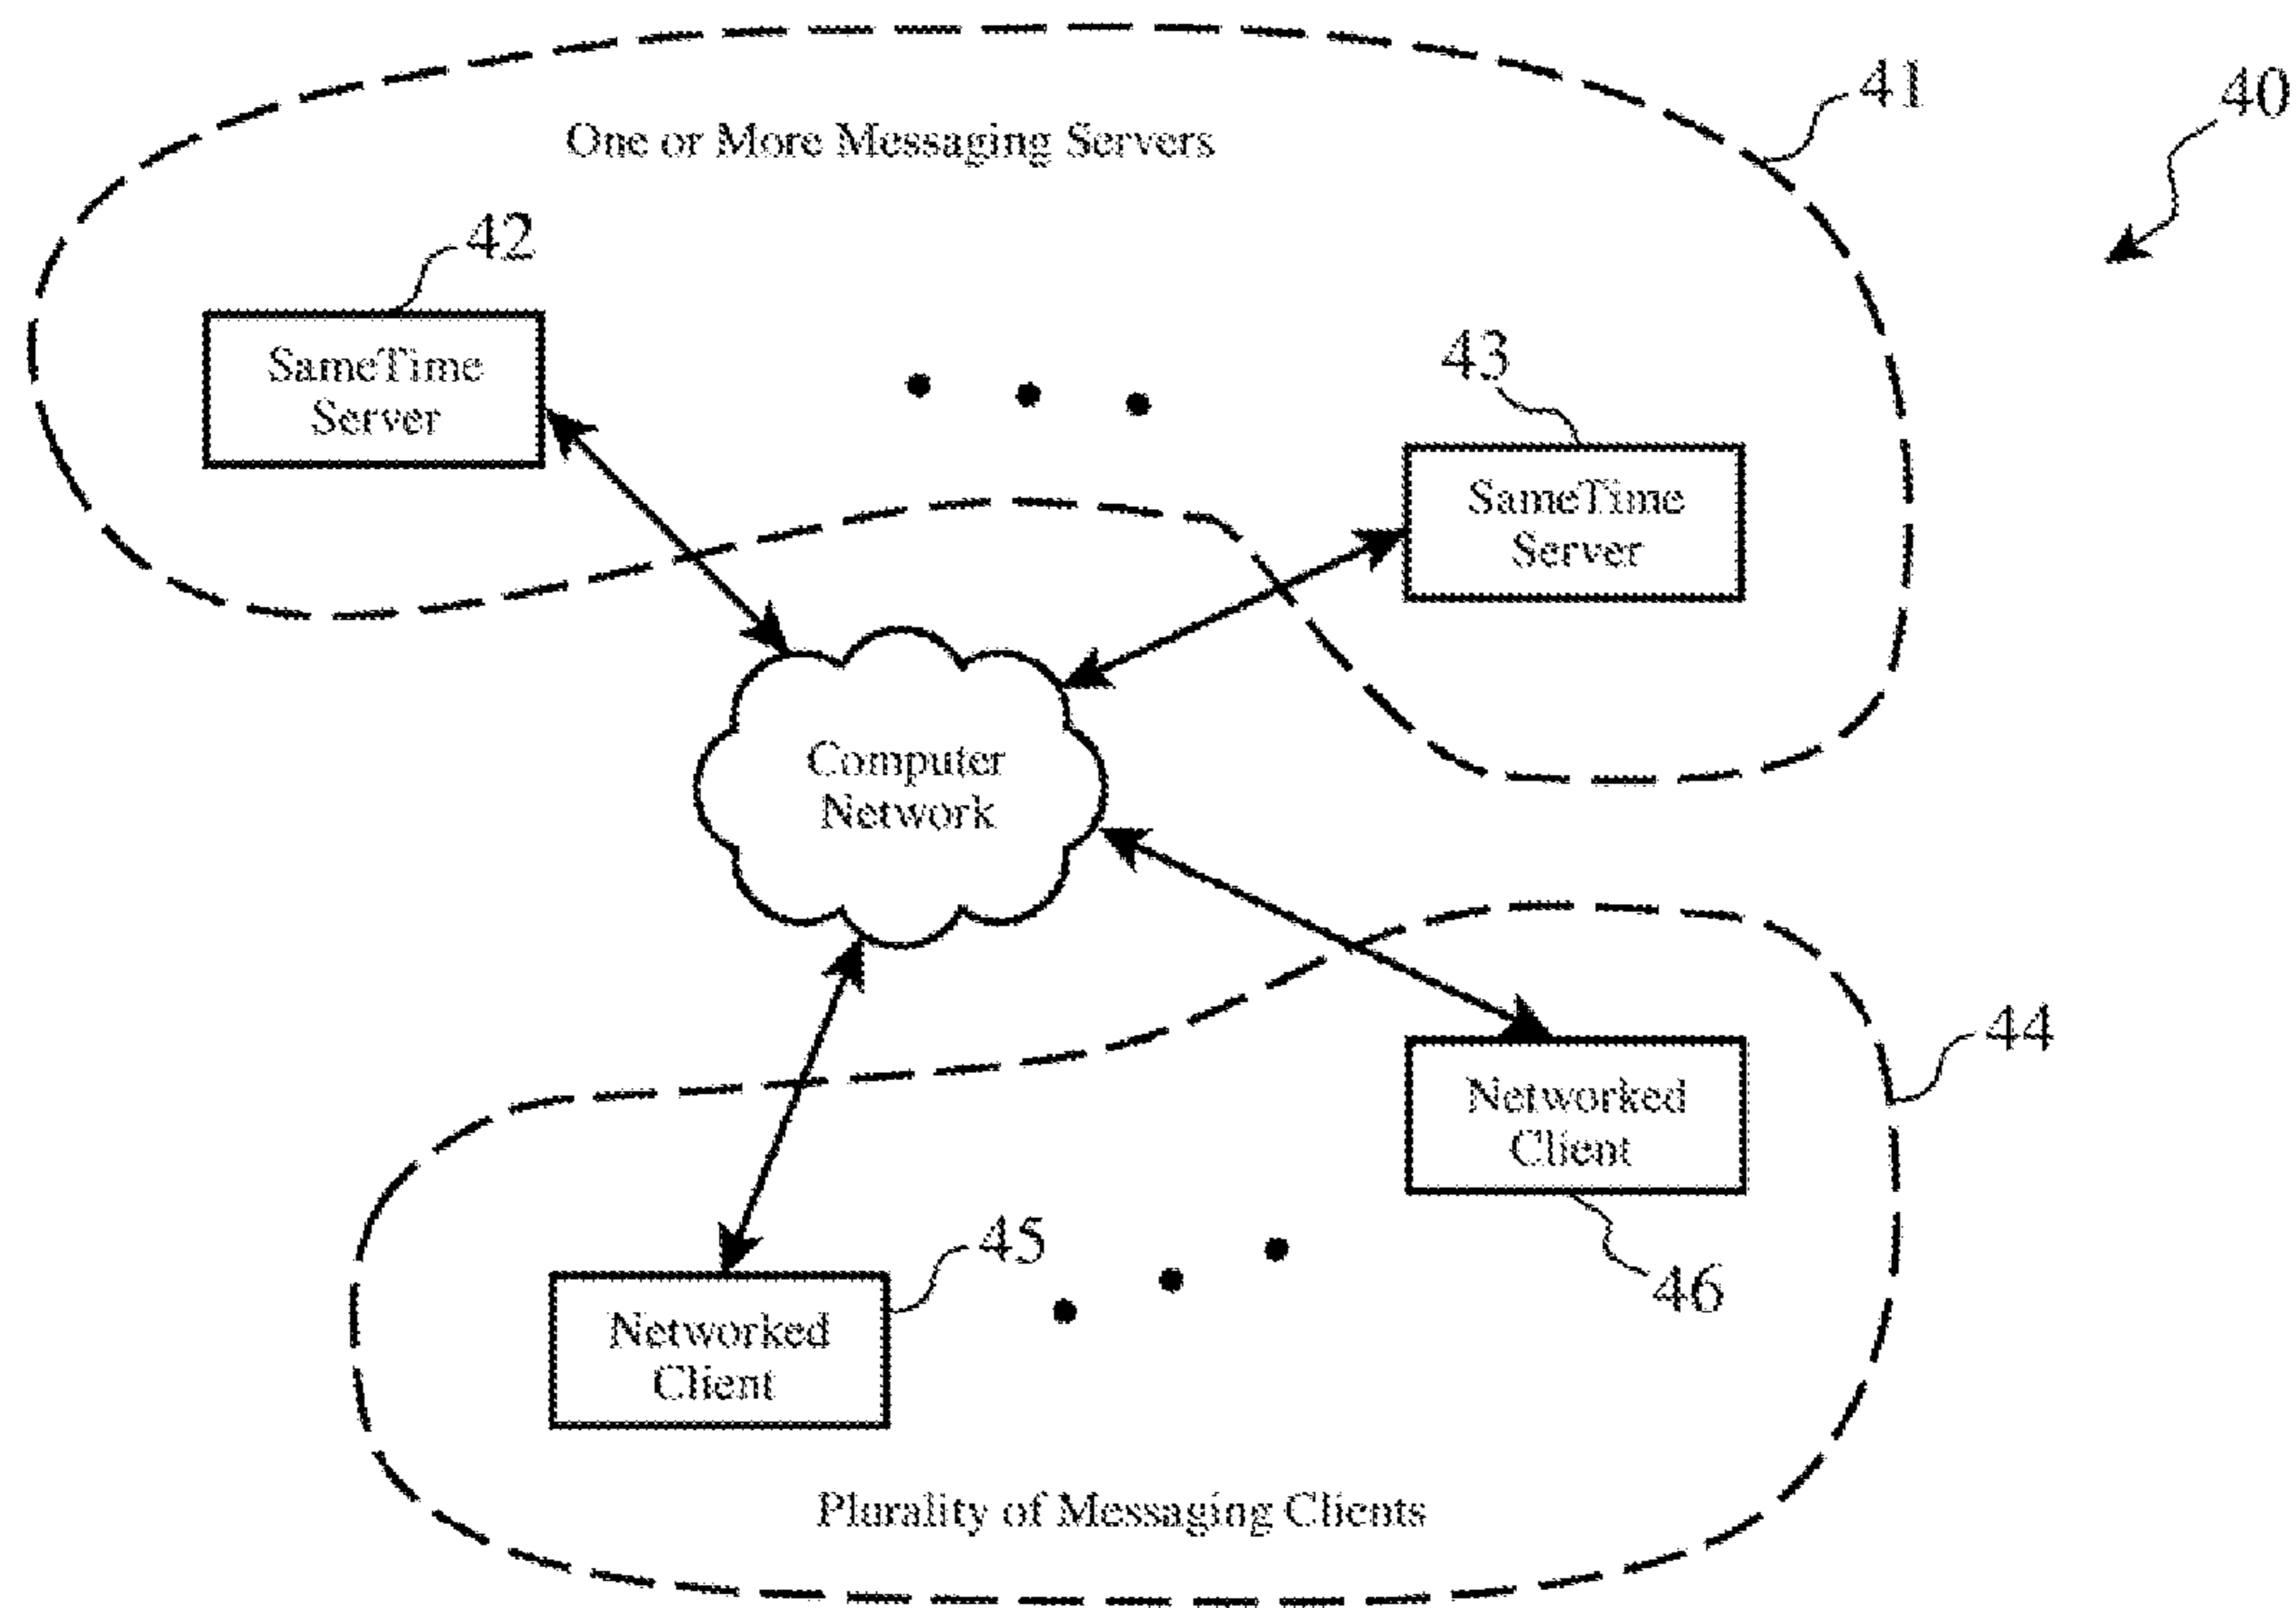 41
40
One or More Messaging Servers
42
SameTime
Server
43
SameTime
Server
Computer
Network
44
Networked
Client
45
46
Networked
Client
Plurality of Messaging Clients